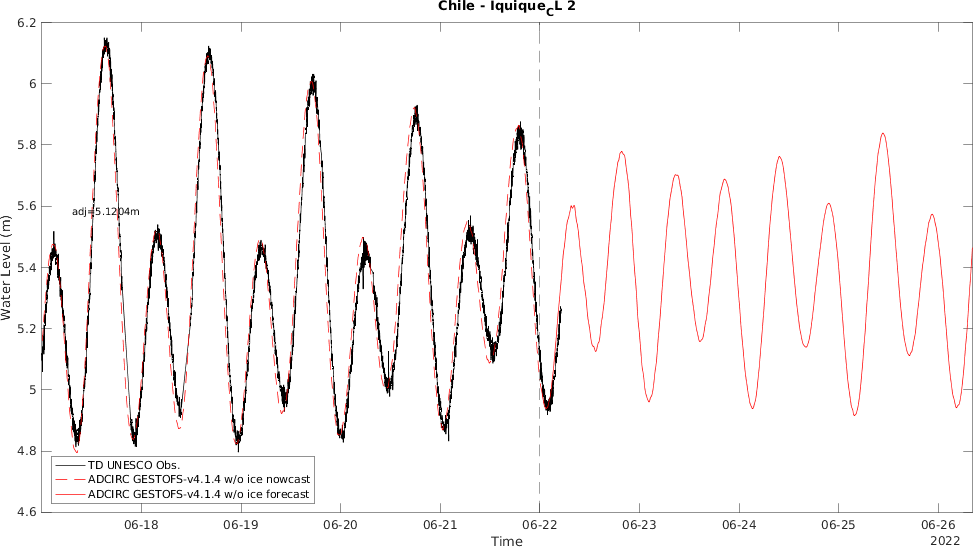 Chile - Iquique_CL 2
6.2
6
5.8
5.6
5.4
5.2
5
4.8
4.6
Water Level (m)
adj=5.1204m
TD UNESCO Obs.
ADCIRC GESTOFS-v4.1.4 w/o ice nowcast
ADCIRC GESTOFS-v4.1.4 w/o ice forecast
06-18 06-19 06-20 06-21 06-22 06-23 06-24 06-25 06-26
Time
2022